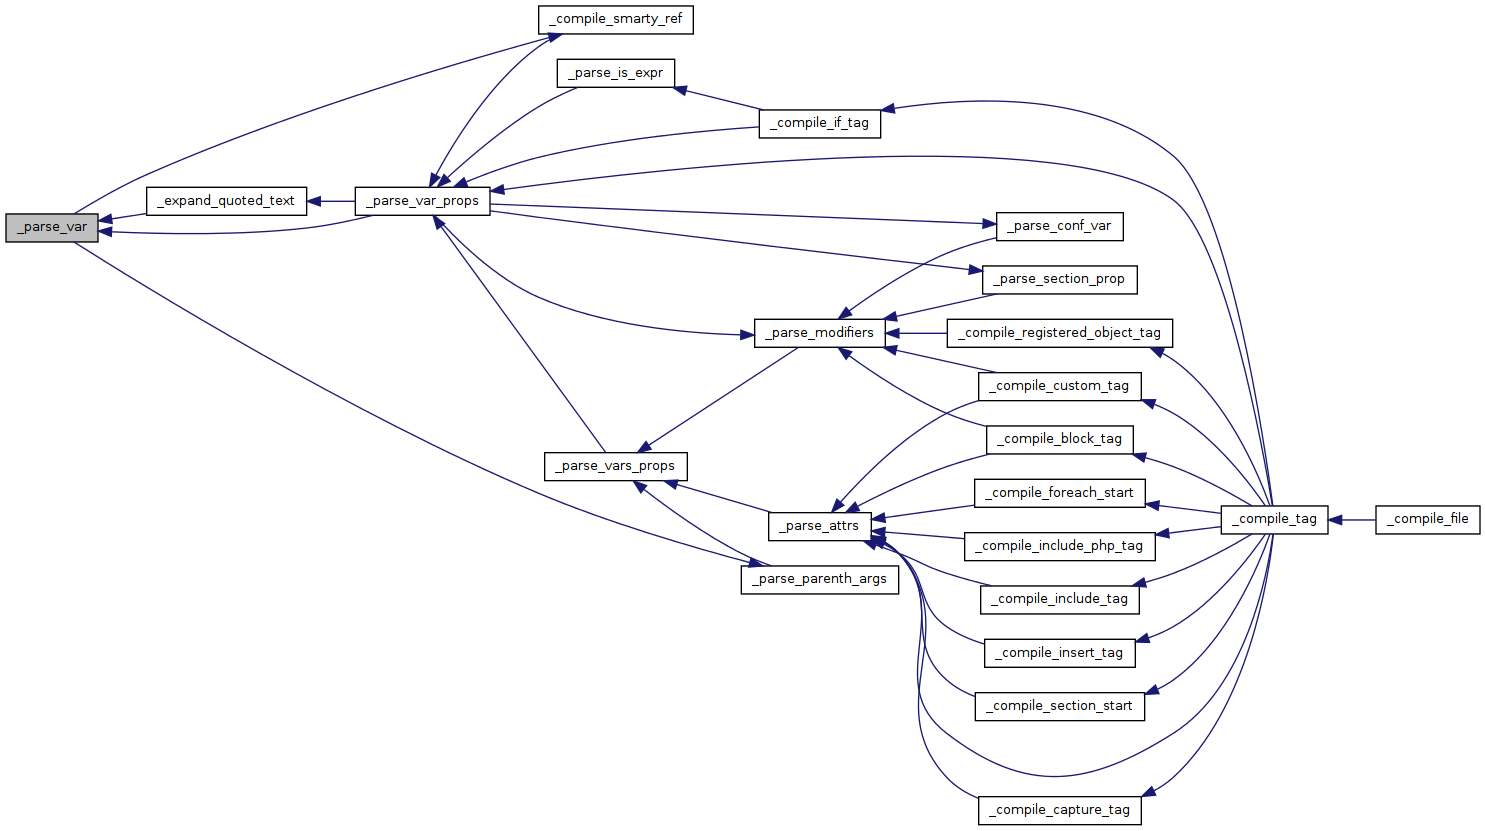 _compile_smarty_ref
_parse_is_expr
_compile_if_tag
_expand_quoted_text
_parse_var_props
_parse_var
_parse_conf_var
_parse_section_prop
_parse_modifiers
_compile_registered_object_tag
_compile_custom_tag
_compile_block_tag
_parse_vars_props
_compile_foreach_start
_parse_attrs
_compile_tag
_compile_file
_compile_include_php_tag
_parse_parenth_args
_compile_include_tag
_compile_insert_tag
_compile_section_start
_compile_capture_tag